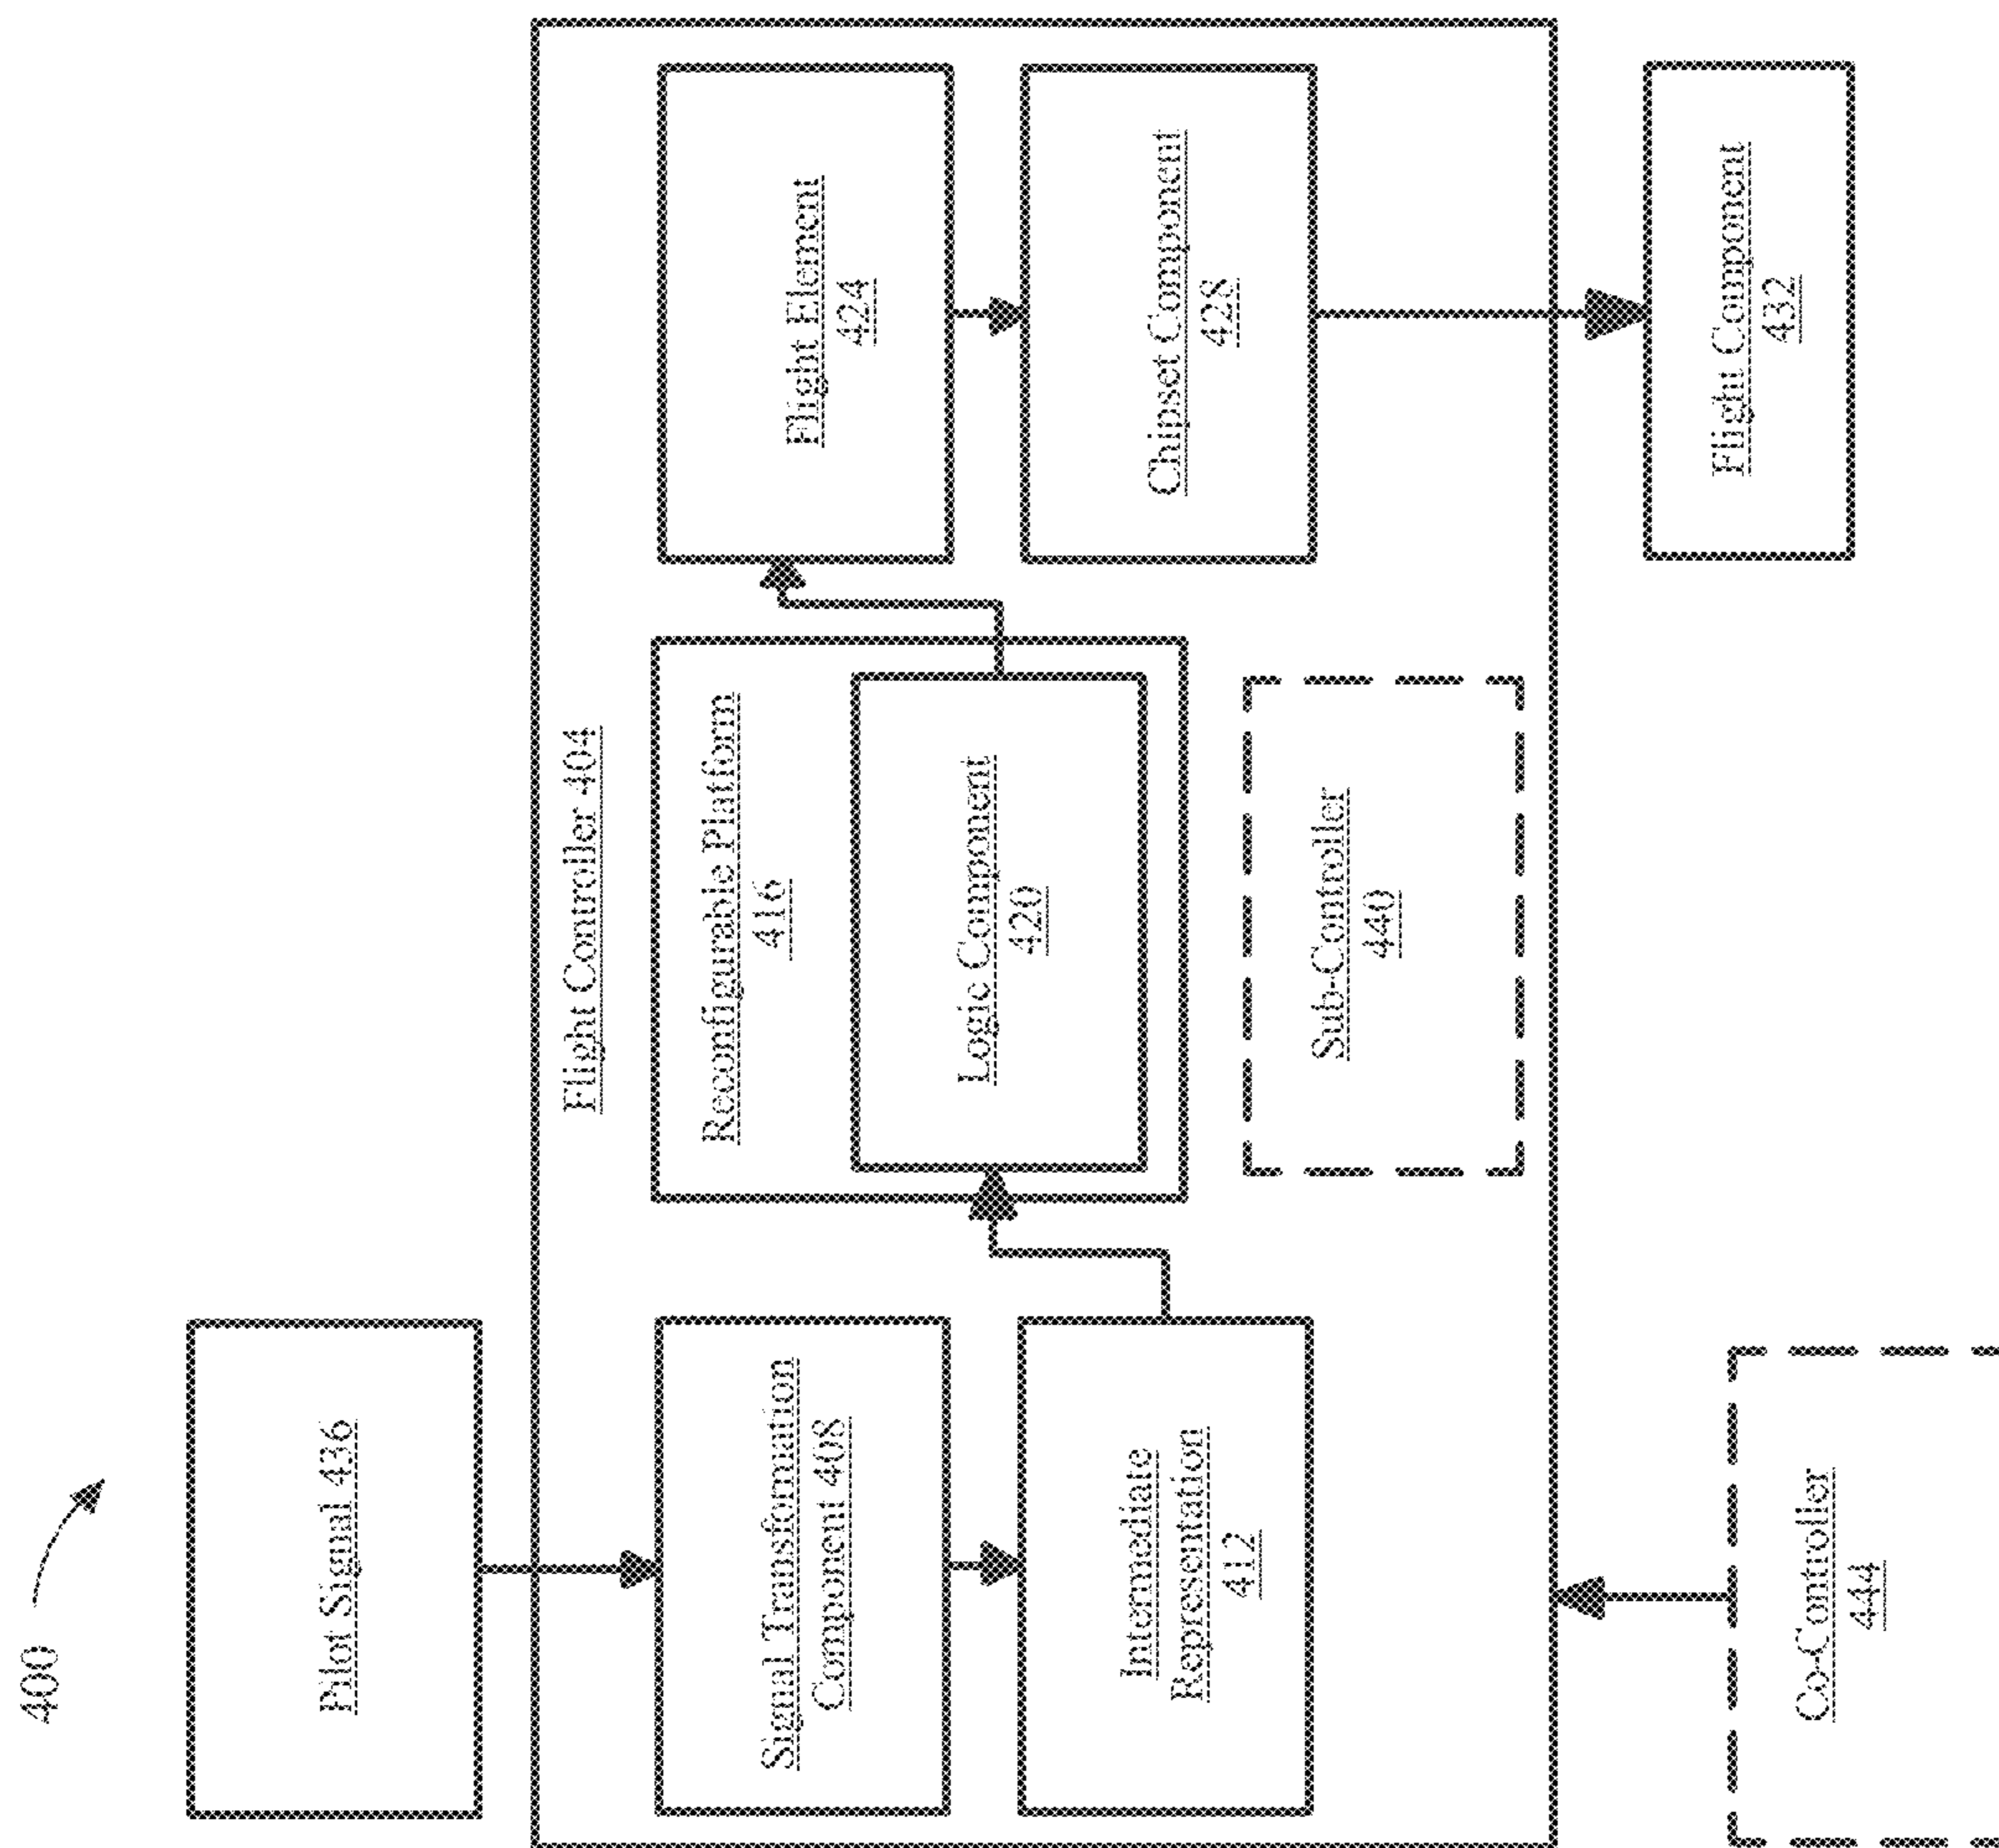 400
Pilot Signal 436
Flight Controller 404
Signal Transformation
Component 408
Intermediate
Representation
412
Reconfigurable Platform
416
Logic Component
420
Sub-Controller
440
Flight Element
424
Chipset Component
428
Flight Component
432
Co-Controller
444